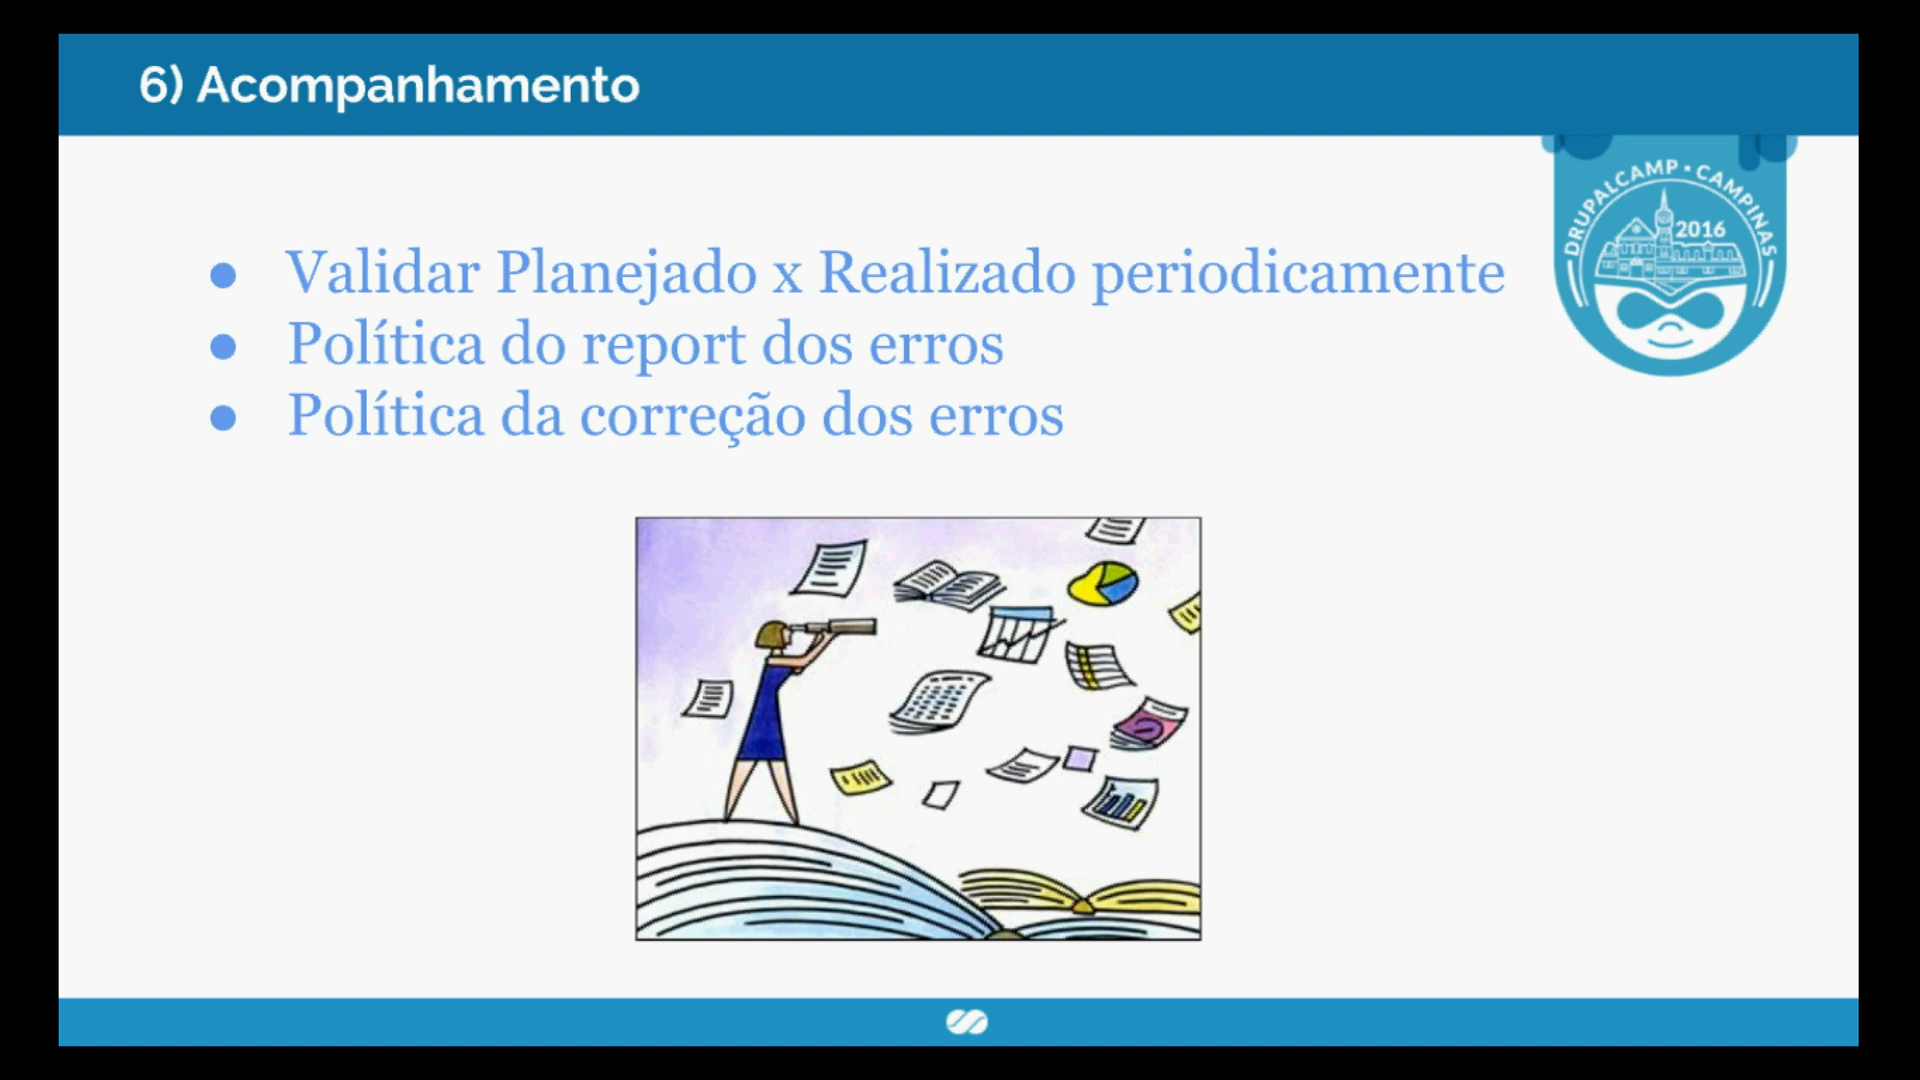 6) Acompanhamento
DRUPALCAMP • CAMPINAS
2016
● Validar Planejado x Realizado periodicamente
● Política do report dos erros
● Política da correção dos erros